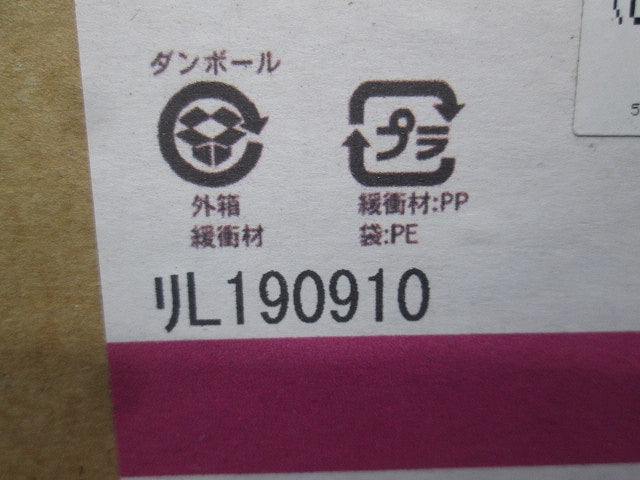 ダンボール
プラ
外箱
緩衝材
緩衝材:PP
袋:PE
リL190910